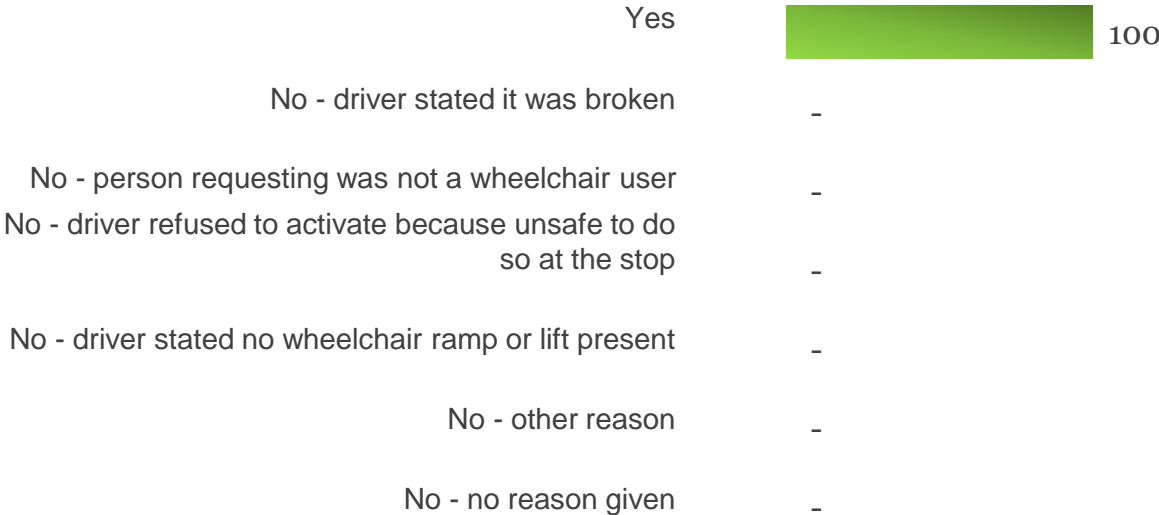 Yes 100
No - driver stated it was broken -
No - person requesting was not a wheelchair user -
No - driver refused to activate because unsafe to do
so at the stop -
No - driver stated no wheelchair ramp or lift present -
No - other reason -
No - no reason given -